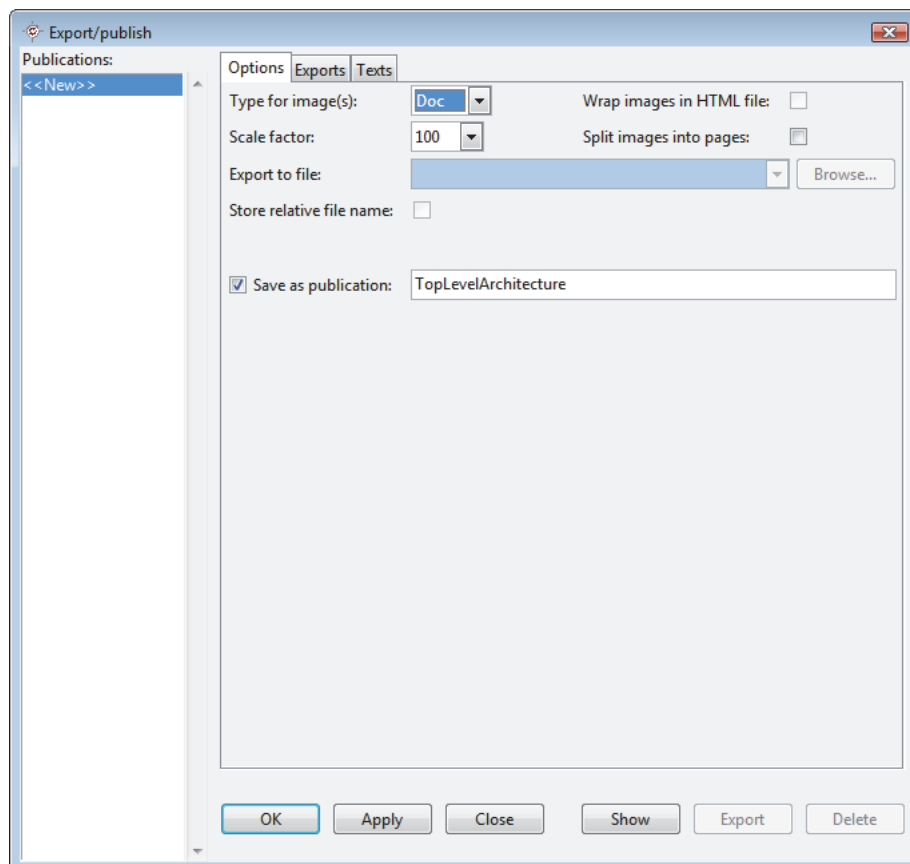 Export/publish
Publications:
<<New>>
Options Exports Texts
Type for image(s): Doc Wrap images in HTML file:
Scale factor: 100 Split images into pages:
Export to file: Browse...
Store relative file name:
Save as publication: TopLevelArchitecture
OK Apply Close Show Export Delete